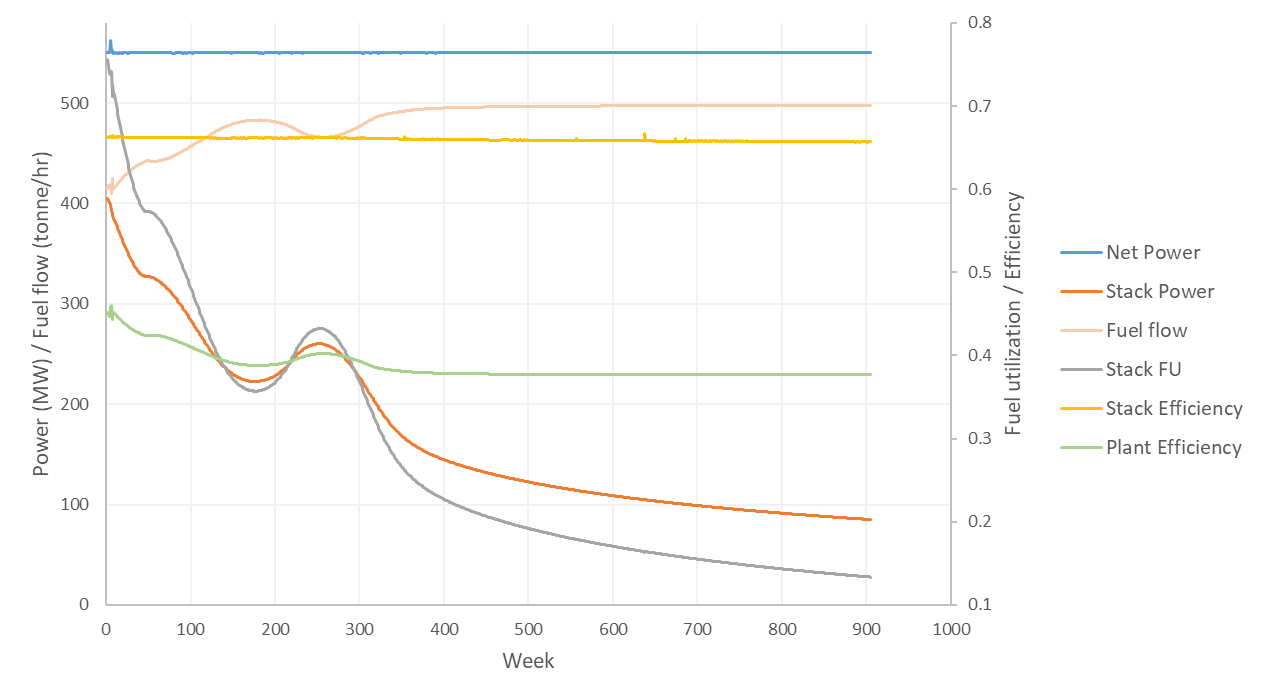 Power (MW) / Fuel flow (tonne/hr)
500
400
300
200
100
0
0 100 200 300 400 500 600 700 800 900 1000
Week
0.8
0.7
0.6
0.5
0.4
0.3
0.2
0.1
Fuel utilization / Efficiency
Net Power
Stack Power
Fuel flow
Stack FU
Stack Efficiency
Plant Efficiency